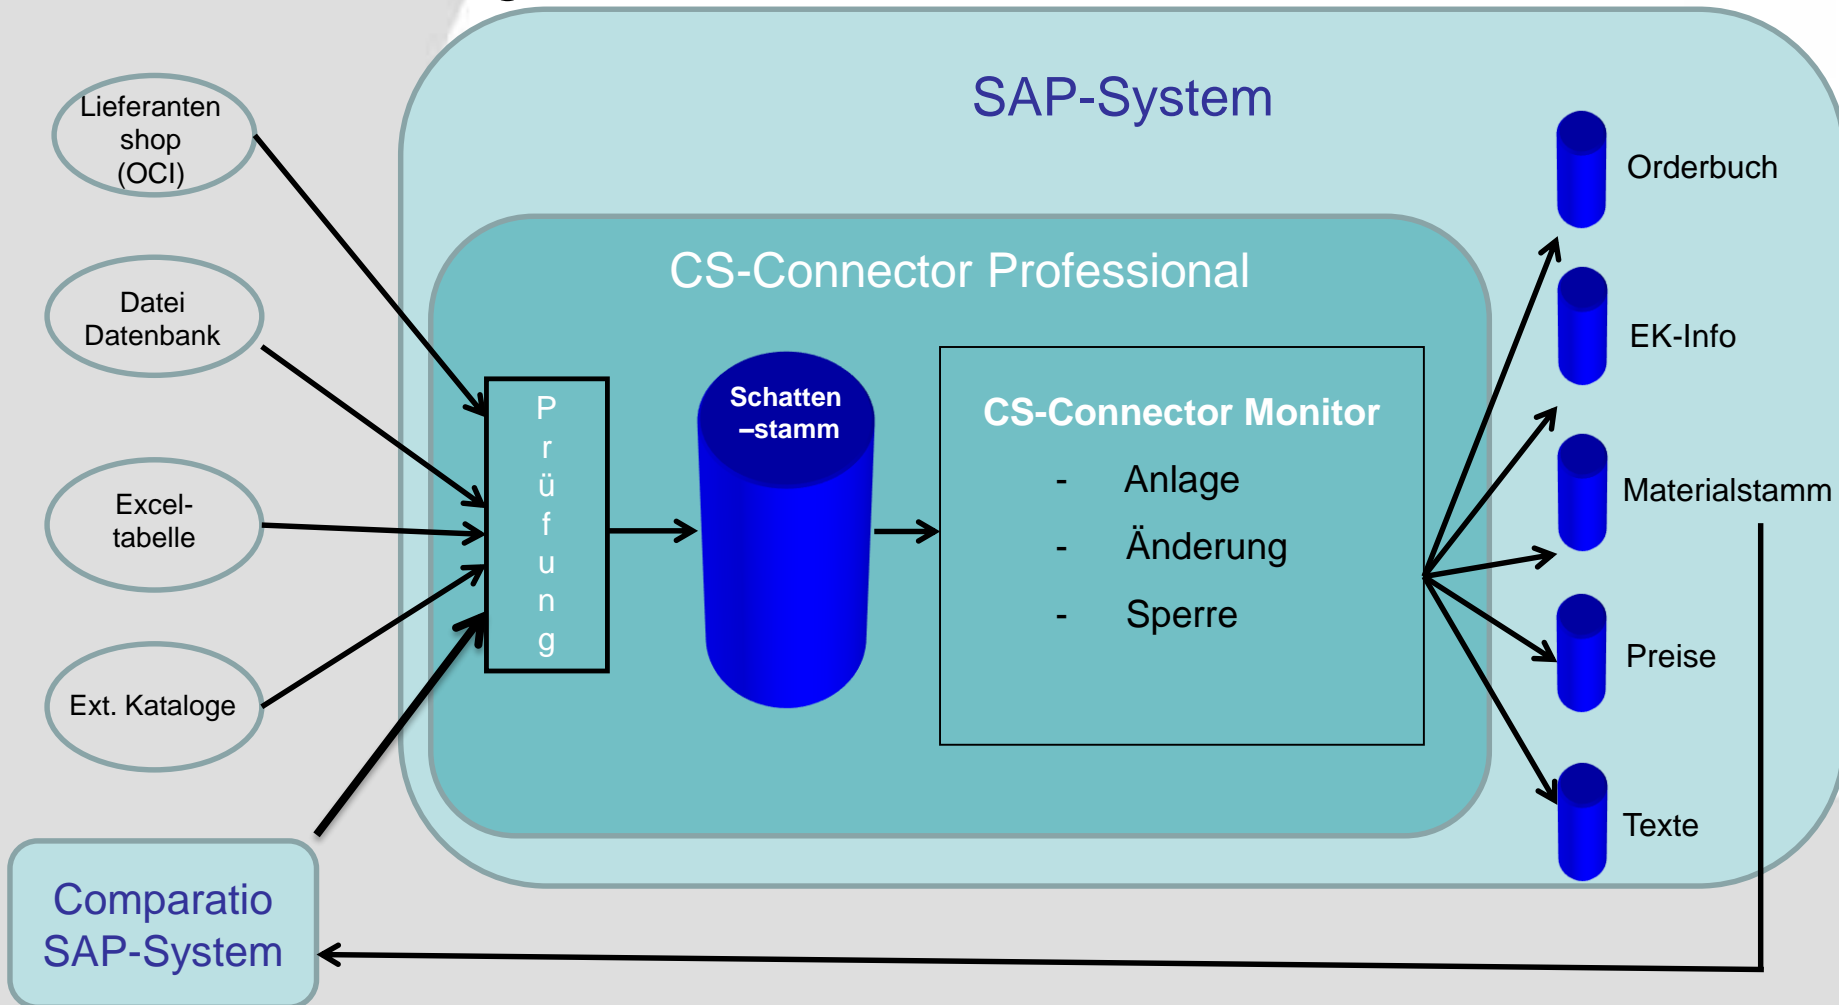 SAP-System
Lieferanten
shop
(OCI)
Datei
Datenbank
Excel-
tabelle
Ext. Kataloge
Comparatio
SAP-System
CS-Connector Professional
P
r
ü
f
u
n
g
Schatten
–stamm
CS-Connector Monitor
- Anlage
- Änderung
- Sperre
Orderbuch
EK-Info
Materialstamm
Preise
Texte